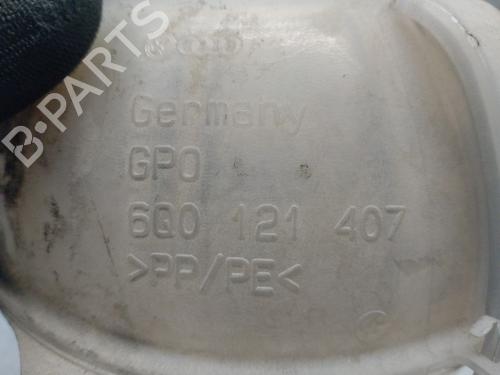 Germany
GPO
6Q0 121 407
>PP/PE<
B-PARTS